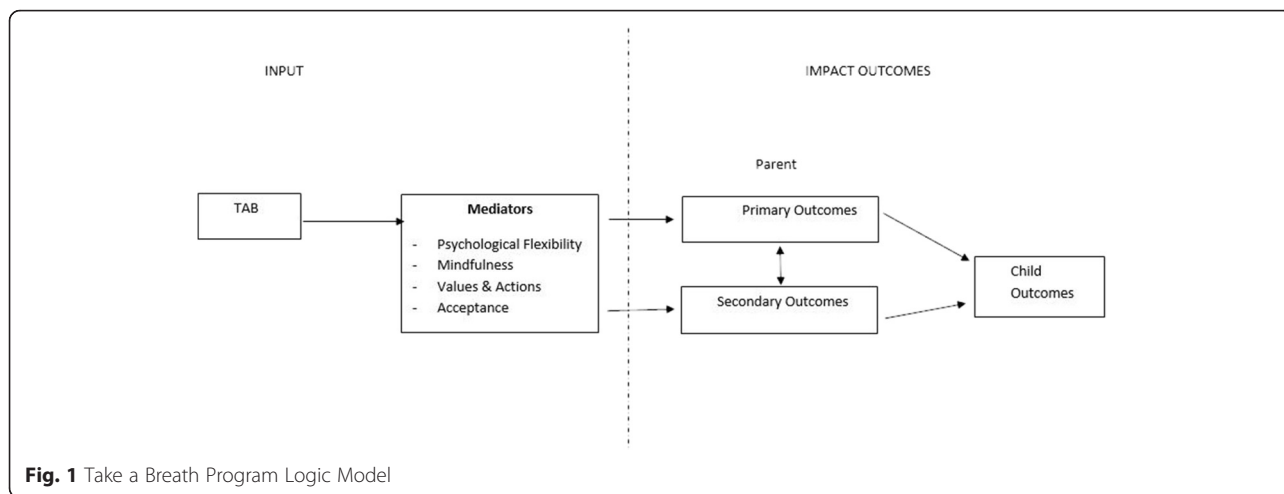 INPUT
IMPACT OUTCOMES
Parent
TAB
Mediators
- Psychological Flexibility
- Mindfulness
- Values & Actions
- Acceptance
Primary Outcomes
Secondary Outcomes
Child
Outcomes
Fig. 1 Take a Breath Program Logic Model